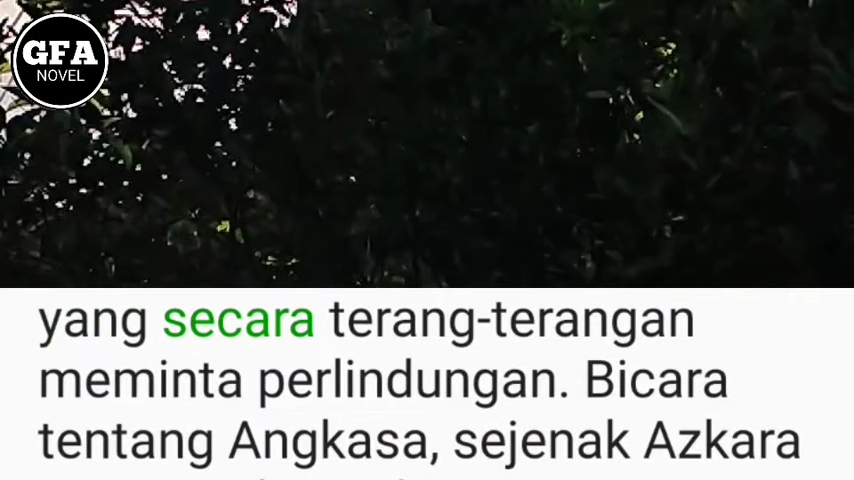 GFA
NOVEL
yang secara terang-terangan
meminta perlindungan. Bicara
tentang Angkasa, sejenak Azkara